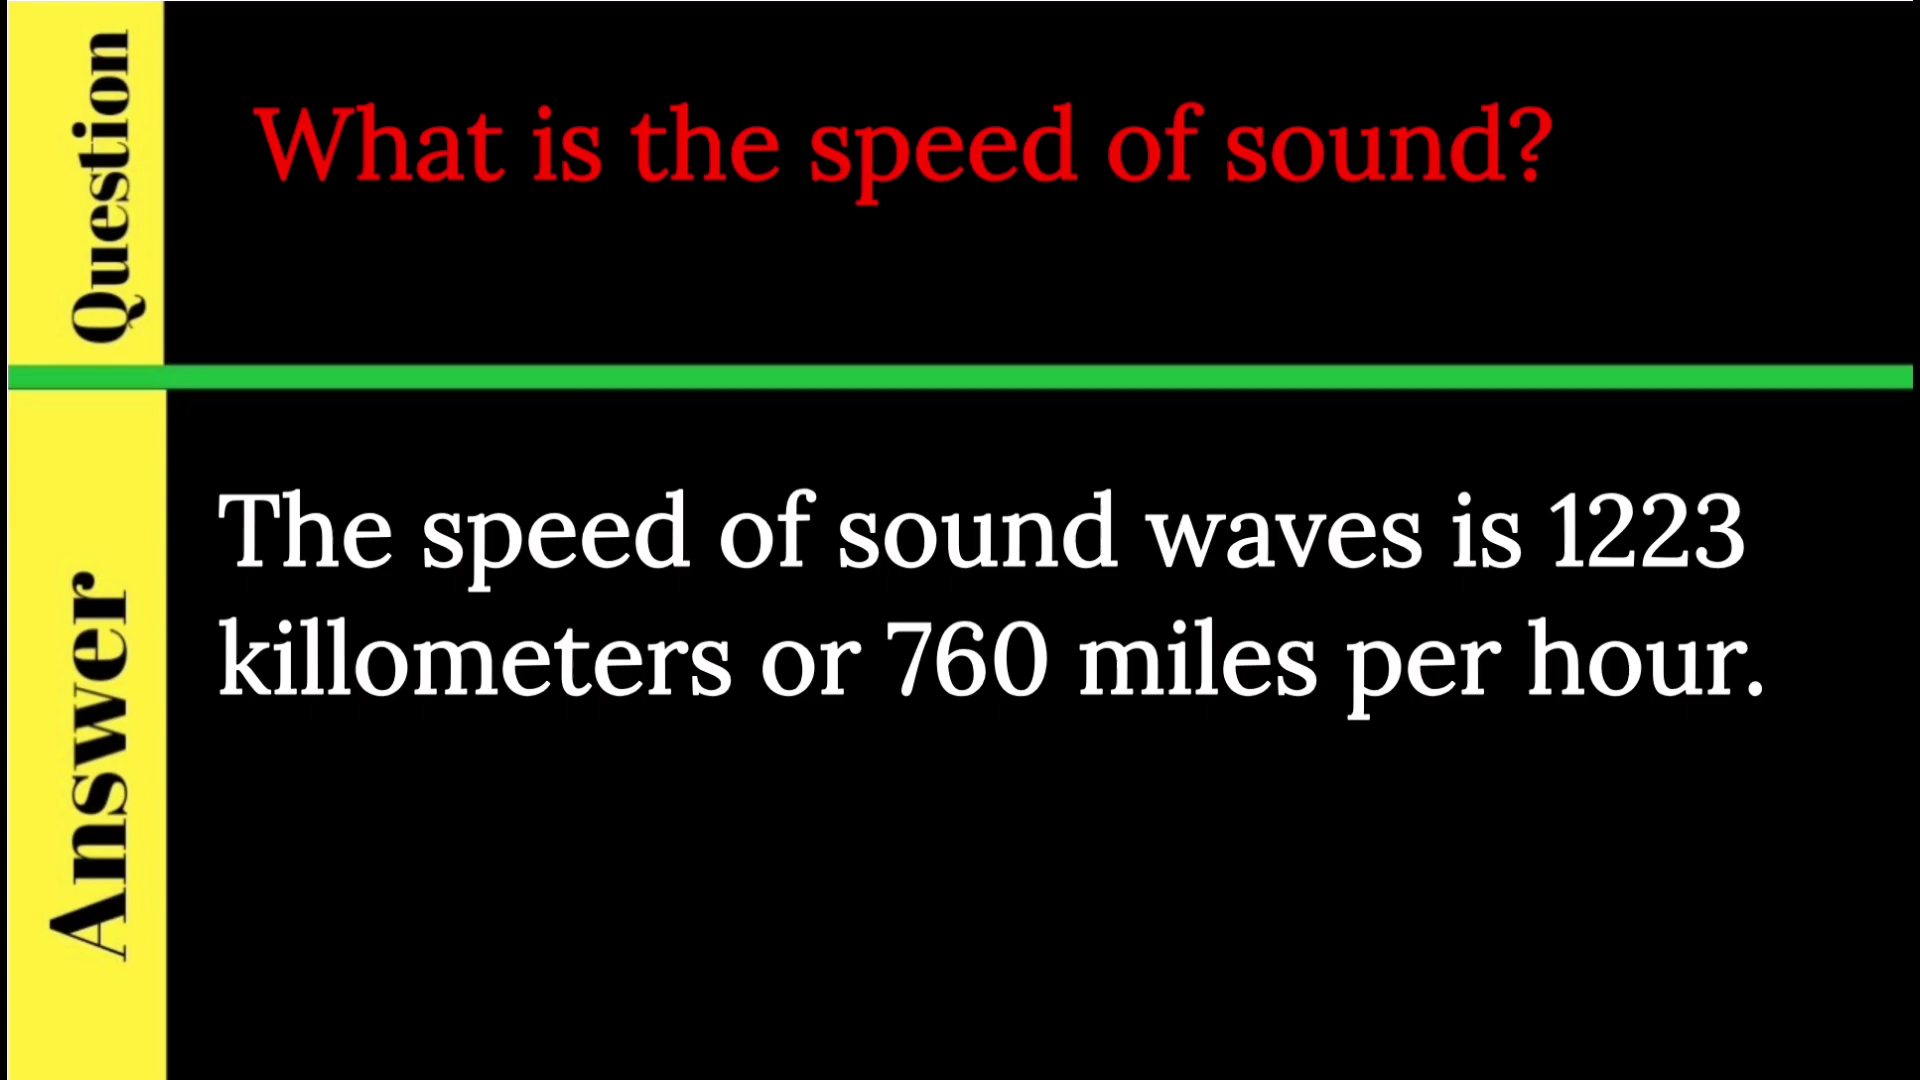 Question
What is the speed of sound?
Answer
The speed of sound waves is 1223
killometers or 760 miles per hour.